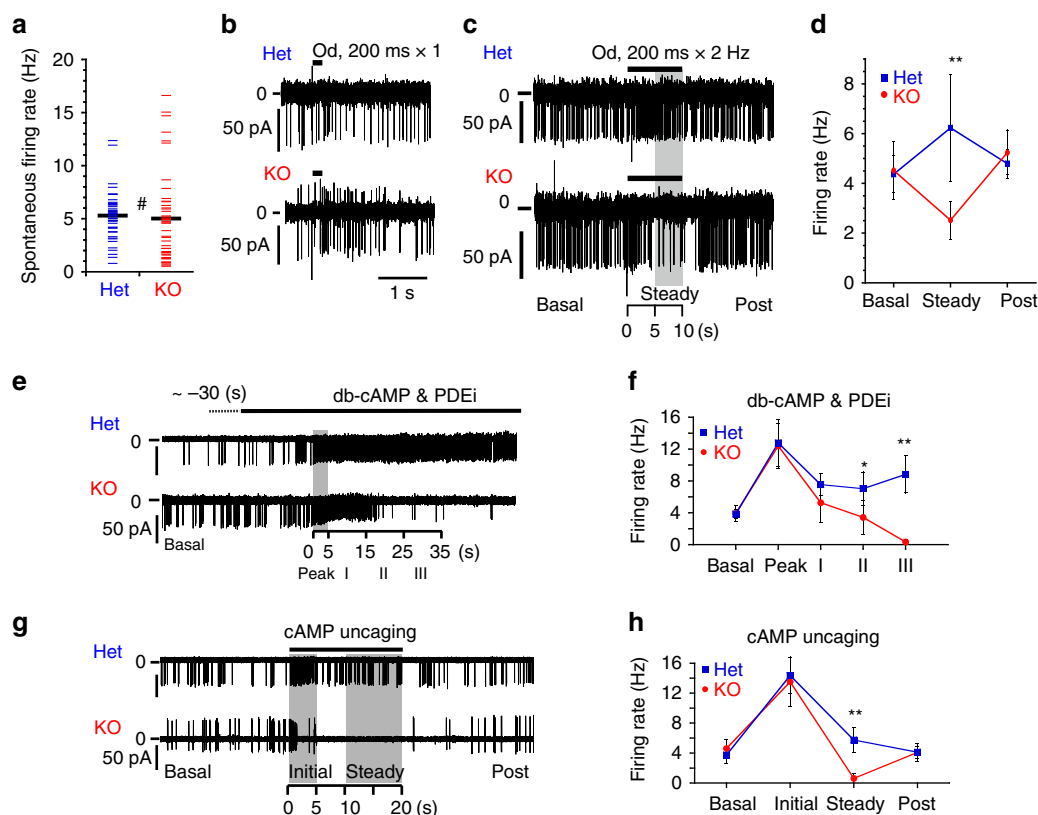 a
Spontaneous firing rate (Hz)
20
15
10
5
0
#
Het
KO
b
Het
Od, 200 ms × 1
0
50 pA
KO
0
50 pA
1 s
c
Het
Od, 200 ms × 2 Hz
0
50 pA
KO
0
50 pA
Basal
Steady
Post
0 5 10 (s)
d
Firing rate (Hz)
8
6
4
2
0
Het
KO
**
Basal Steady Post
e
~ –30 (s)
db-cAMP & PDEi
Het
0
KO
0
50 pA
Basal
0 5 15 25 35 (s)
Peak I II III
f
db-cAMP & PDEi
Firing rate (Hz)
16
12
8
4
0
Het
KO
*
**
Basal Peak I II III
g
cAMP uncaging
Het
0
KO
0
50 pA
Basal
Initial
Steady
Post
0 5 10 20 (s)
h
cAMP uncaging
Firing rate (Hz)
16
12
8
4
0
Het
KO
**
Basal Initial Steady Post